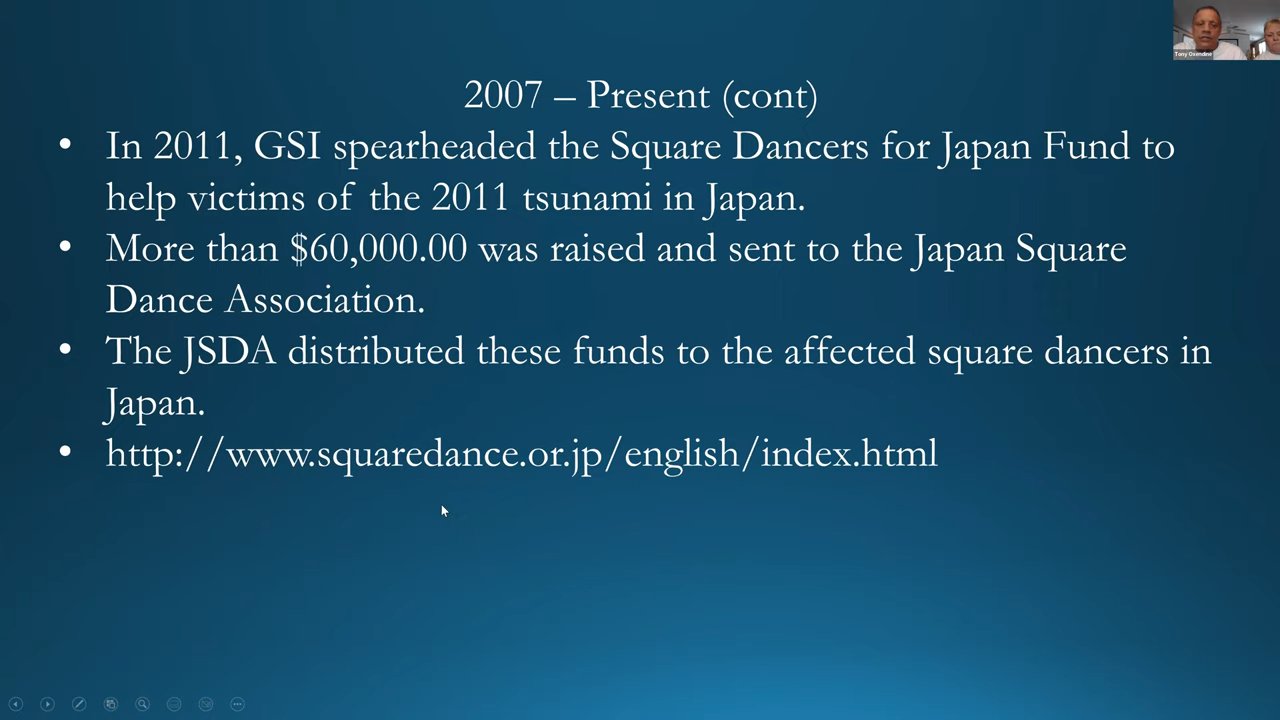 2007 – Present (cont)
• In 2011, GSI spearheaded the Square Dancers for Japan Fund to
help victims of the 2011 tsunami in Japan.
• More than $60,000.00 was raised and sent to the Japan Square
Dance Association.
• The JSDA distributed these funds to the affected square dancers in
Japan.
• http://www.squaredance.or.jp/english/index.html
Tony Oxendine